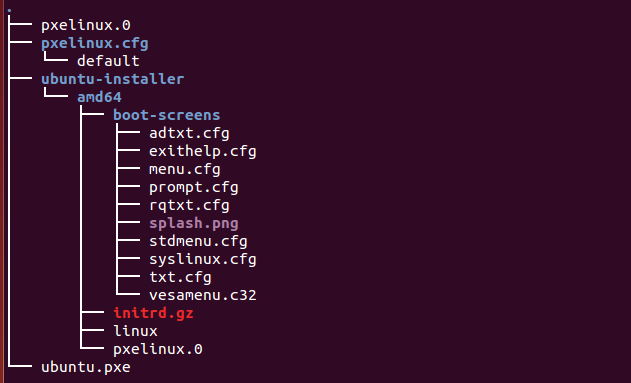 .
├── pxelinux.0
├── pxelinux.cfg
│   └── default
├── ubuntu-installer
│   └── amd64
│       ├── boot-screens
│       │   ├── adtxt.cfg
│       │   ├── exithelp.cfg
│       │   ├── menu.cfg
│       │   ├── prompt.cfg
│       │   ├── rqtxt.cfg
│       │   ├── splash.png
│       │   ├── stdmenu.cfg
│       │   ├── syslinux.cfg
│       │   ├── txt.cfg
│       │   └── vesamenu.c32
│       ├── initrd.gz
│       ├── linux
│       └── pxelinux.0
└── ubuntu.pxe